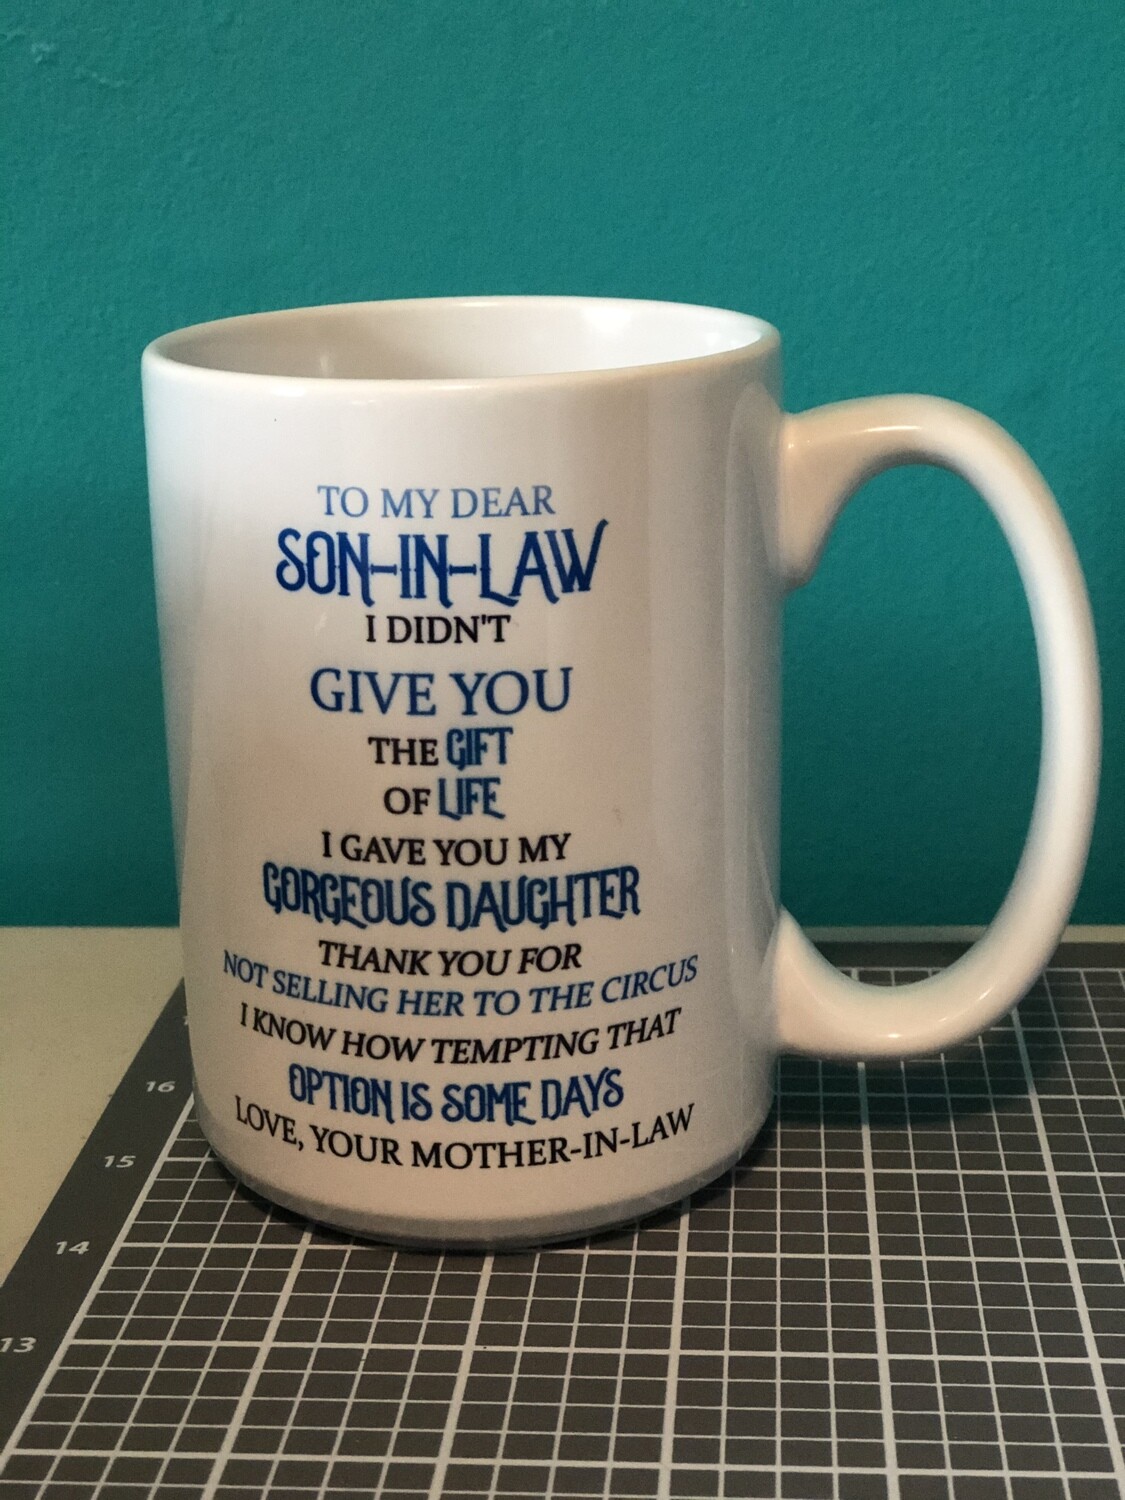 TO MY DEAR
SON-IN-LAW
I DIDN'T
GIVE YOU
THE GIFT
OF LIFE
I GAVE YOU MY
GORGEOUS DAUGHTER
THANK YOU FOR
NOT SELLING HER TO THE CIRCUS
I KNOW HOW TEMPTING THAT
OPTION IS SOME DAYS
LOVE, YOUR MOTHER-IN-LAW
16
15
14
13